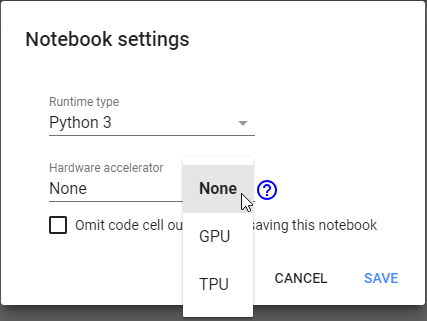 Notebook settings
Runtime type
Python 3
Hardware accelerator
None
None
GPU
TPU
Omit code cell ou saving this notebook
CANCEL
SAVE